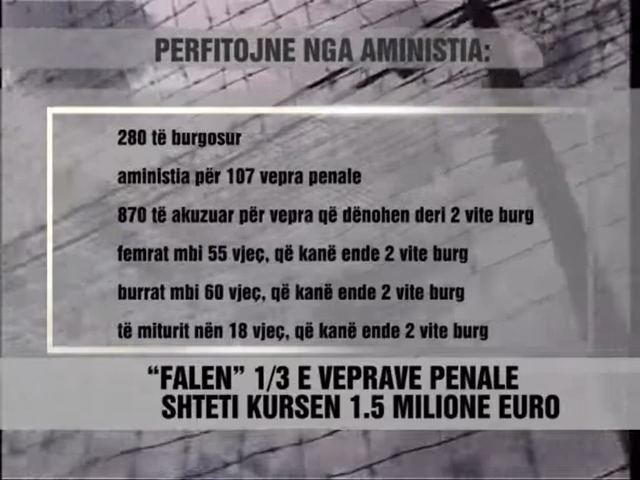 PERFITOJNE NGA AMINISTIA:
280 të burgosur
aministia për 107 vepra penale
870 të akuzuar për vepra që dënohen deri 2 vite burg
femrat mbi 55 vjeç, që kanë ende 2 vite burg
burrat mbi 60 vjeç, që kanë ende 2 vite burg
të miturit nën 18 vjeç, që kanë ende 2 vite burg
“FALEN” 1/3 E VEPRAVE PENALE
SHTETI KURSEN 1.5 MILIONE EURO